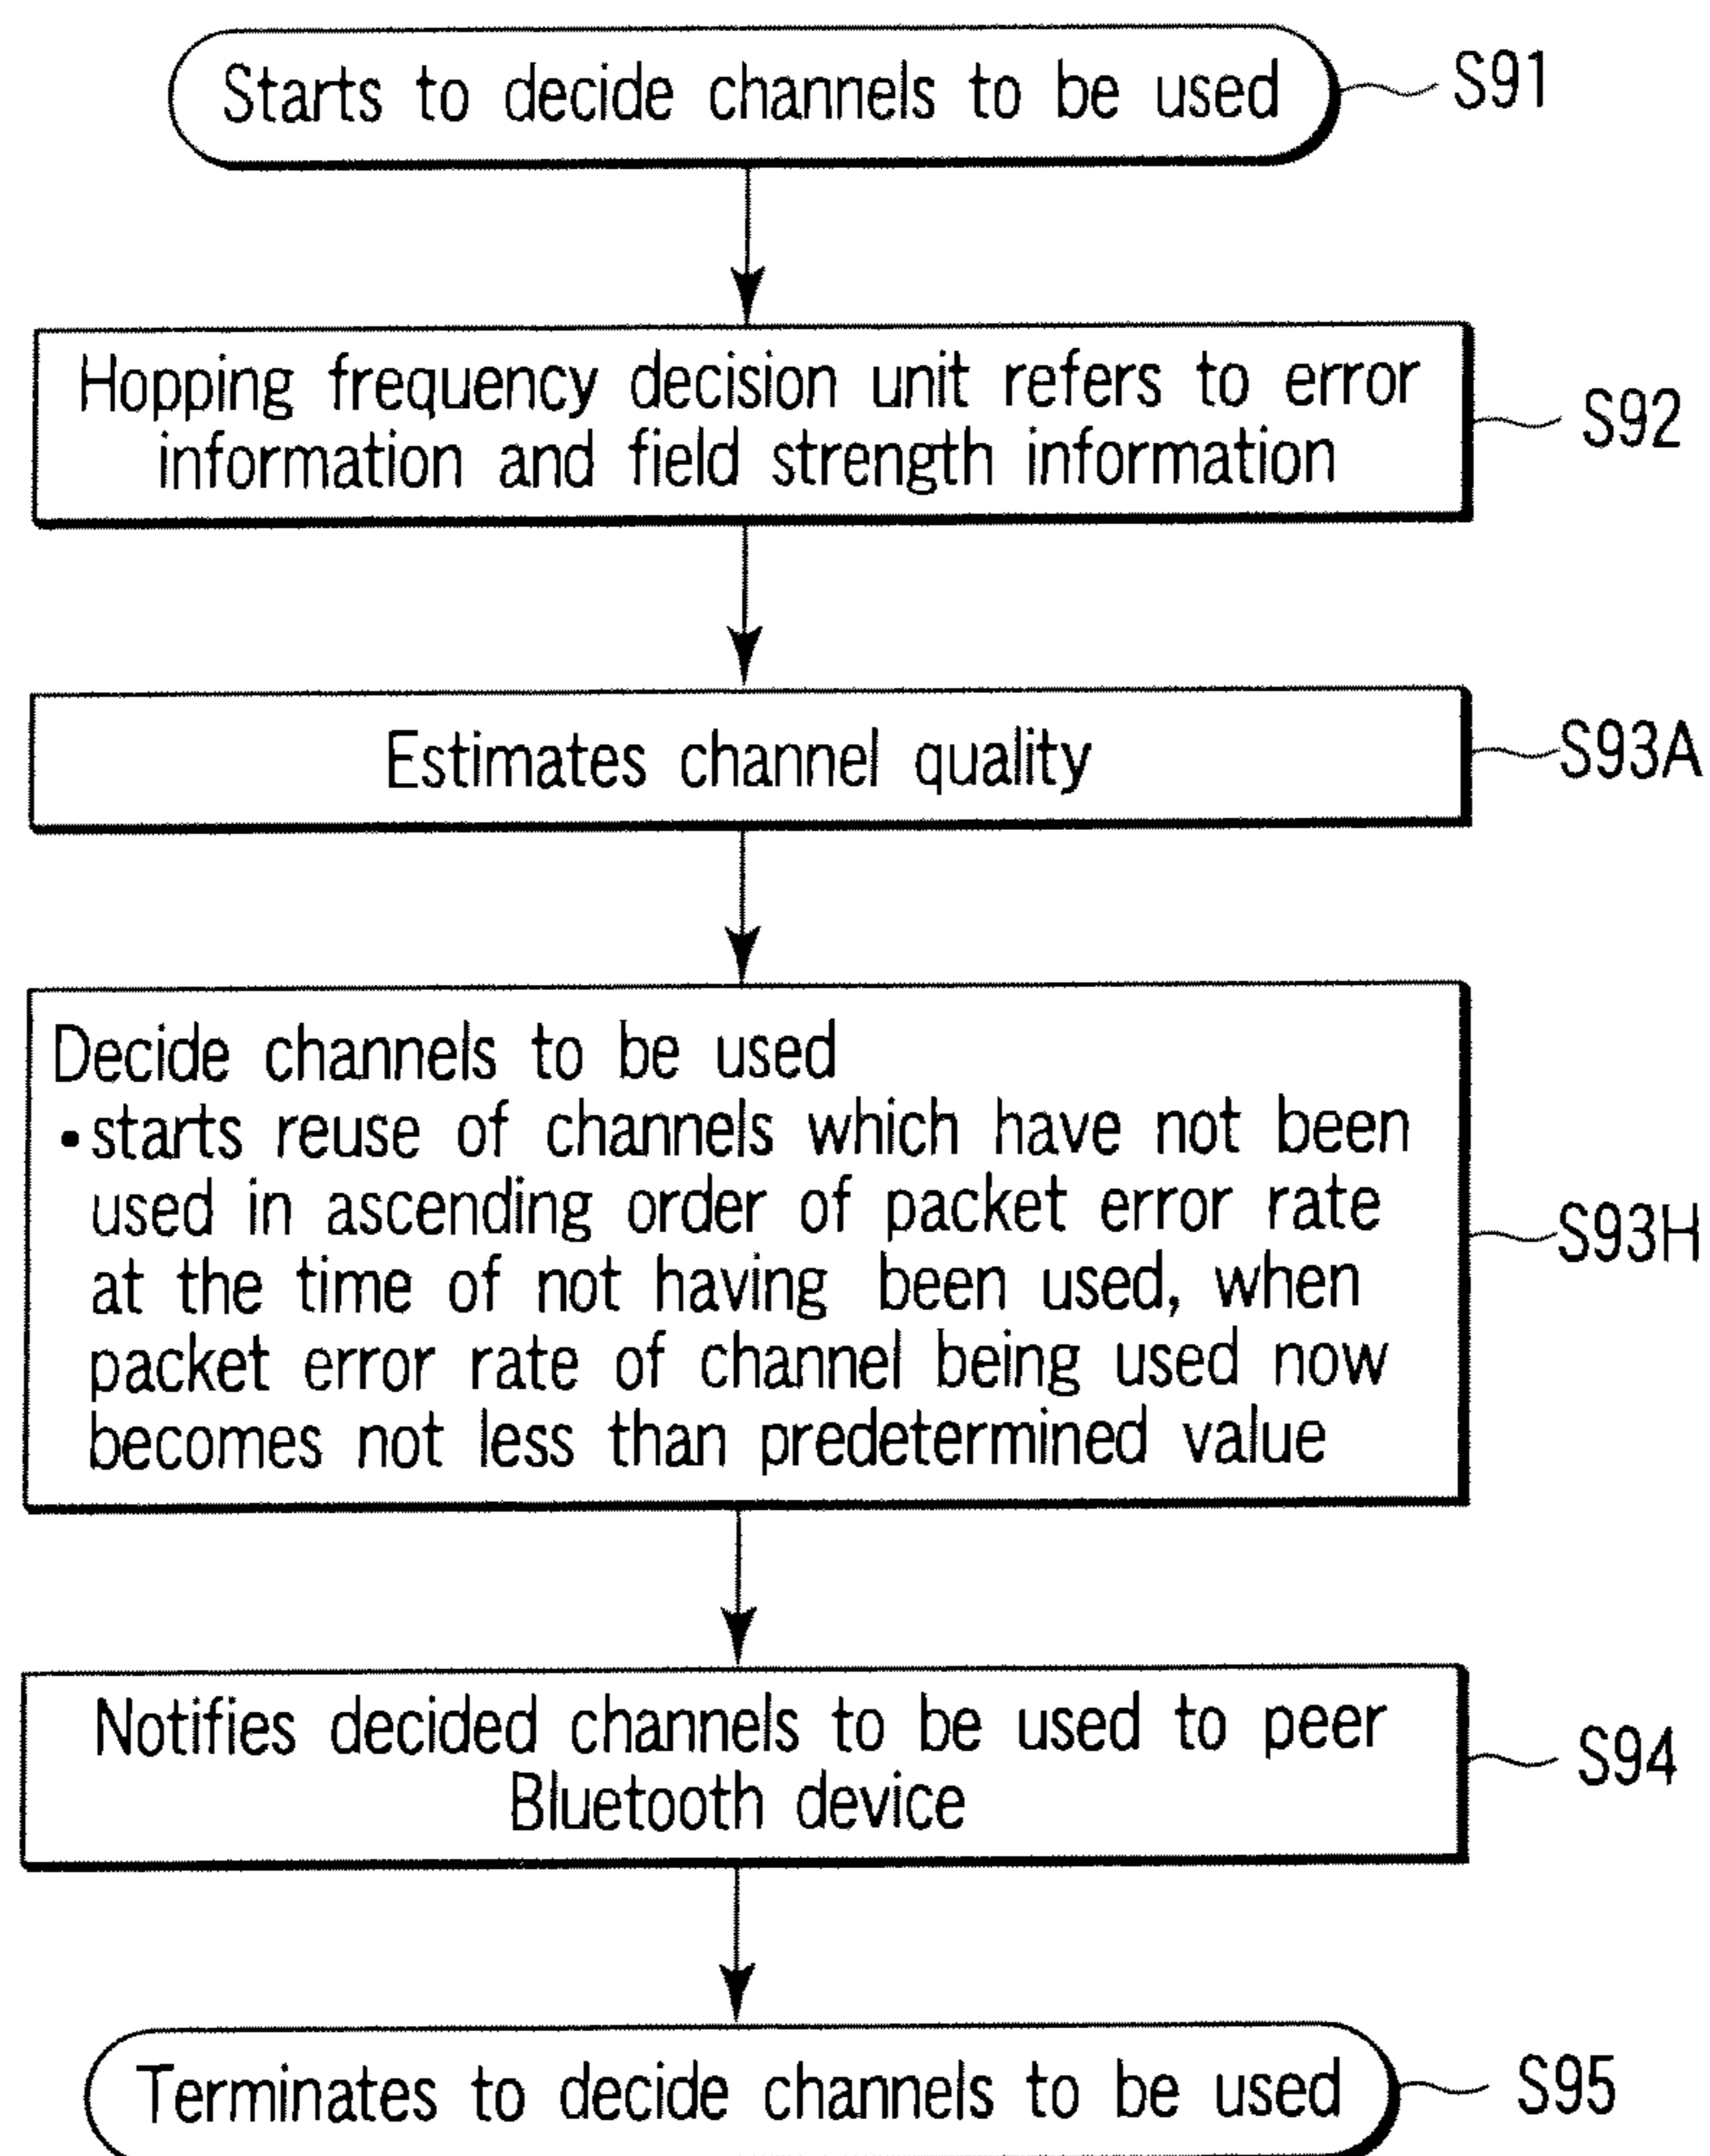 Starts to decide channels to be used
S91
Hopping frequency decision unit refers to error
information and field strength information
S92
Estimates channel quality
S93A
Decide channels to be used
• starts reuse of channels which have not been
used in ascending order of packet error rate
at the time of not having been used, when
packet error rate of channel being used now
becomes not less than predetermined value
S93H
Notifies decided channels to be used to peer
Bluetooth device
S94
Terminates to decide channels to be used
S95